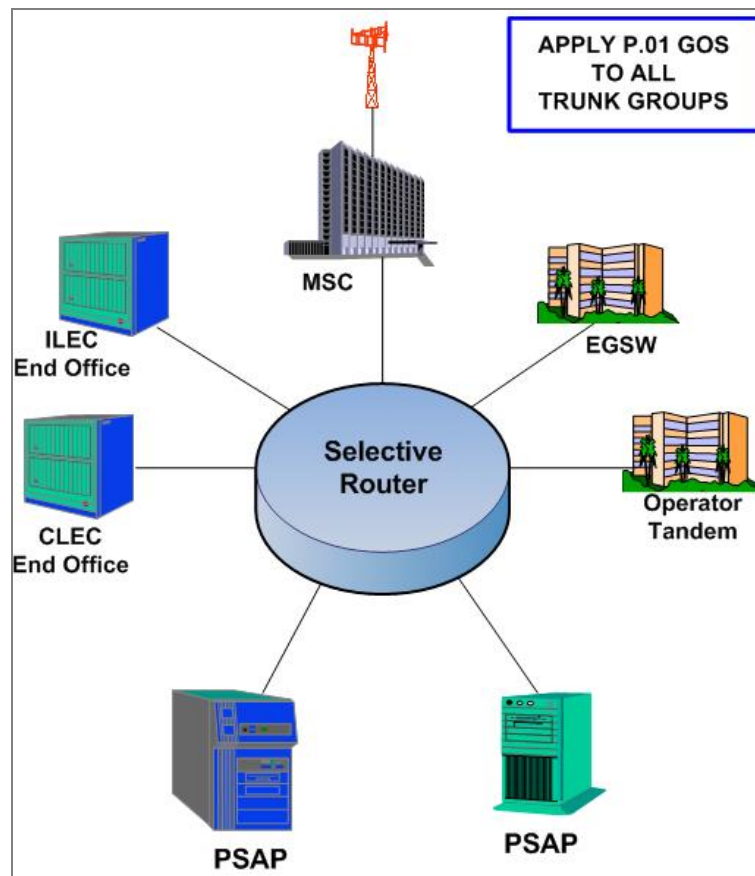 APPLY P.01 GOS
TO ALL
TRUNK GROUPS
MSC
ILEC
End Office
EGSW
Selective
Router
CLEC
End Office
Operator
Tandem
PSAP
PSAP